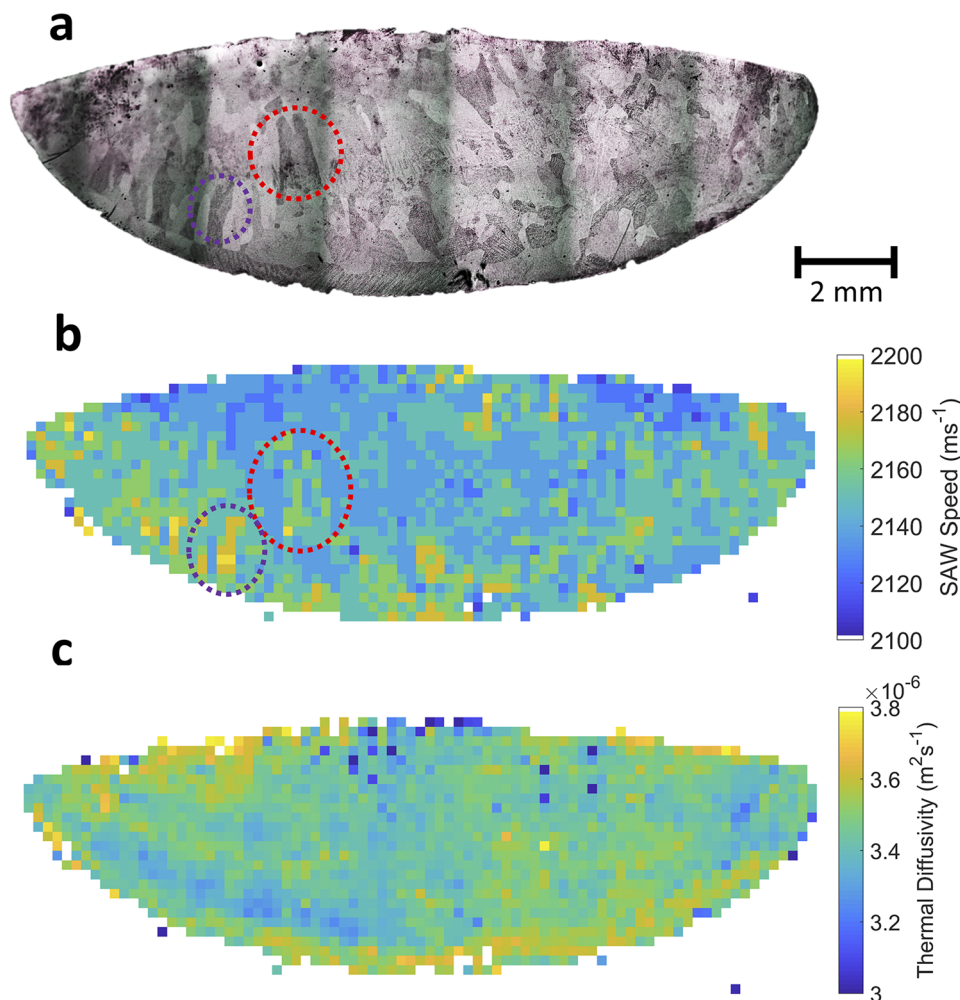 a
2 mm
b
2200
2180
2160
2140
2120
2100
SAW Speed (ms⁻¹)
c
×10⁻⁶
3.8
3.6
3.4
3.2
3
Thermal Diffusivity (m²s⁻¹)